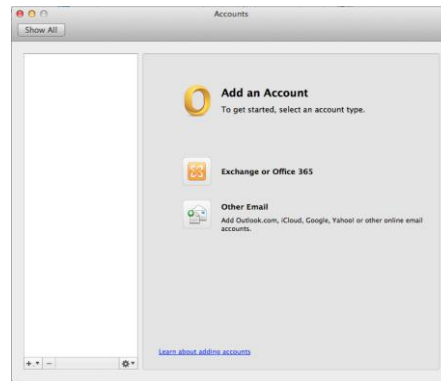 Accounts
Show All
Add an Account
To get started, select an account type.
Exchange or Office 365
Other Email
Add Outlook.com, iCloud, Google, Yahoo! or other online email
accounts.
Learn about adding accounts